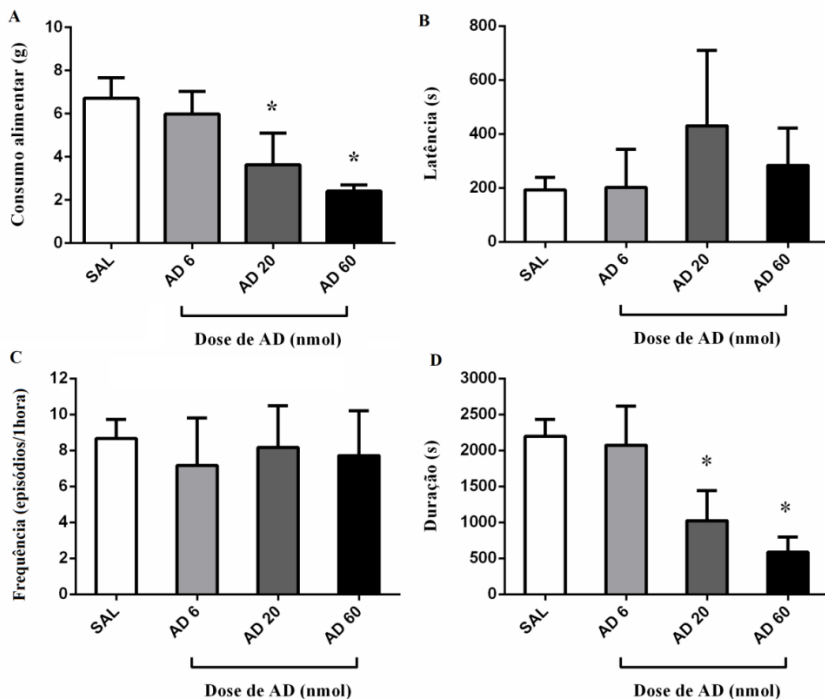 A
Consumo alimentar (g)
10
8
6
4
2
0
*
*
SAL
AD 6
AD 20
AD 60
Dose de AD (nmol)
B
Latência (s)
800
600
400
200
0
SAL
AD 6
AD 20
AD 60
Dose de AD (nmol)
C
Frequência (episódios/1hora)
12
10
8
6
4
2
0
SAL
AD 6
AD 20
AD 60
Dose de AD (nmol)
D
Duração (s)
3000
2500
2000
1500
1000
500
0
*
*
SAL
AD 6
AD 20
AD 60
Dose de AD (nmol)